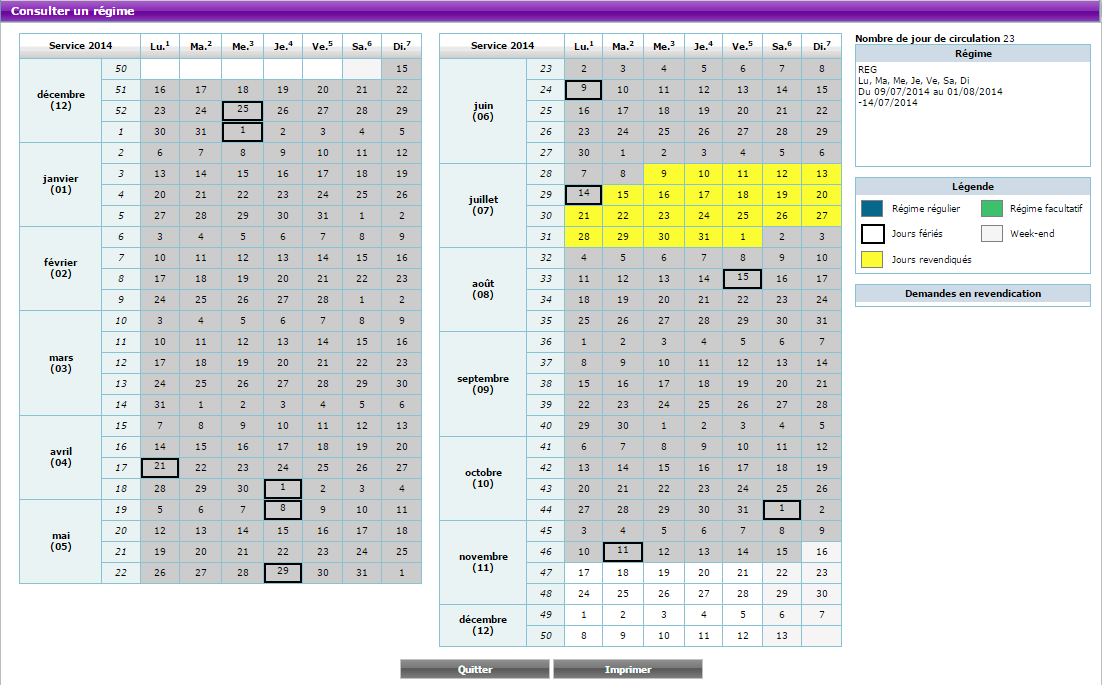 Consulter un régime
Service 2014 Lu.1 Ma.2 Me.3 Je.4 Ve.5 Sa.6 Di.7
décembre (12)
50 15
51 16 17 18 19 20 21 22
52 23 24 25 26 27 28 29
1 30 31 1 2 3 4 5
janvier (01)
2 6 7 8 9 10 11 12
3 13 14 15 16 17 18 19
4 20 21 22 23 24 25 26
5 27 28 29 30 31 1 2
février (02)
6 3 4 5 6 7 8 9
7 10 11 12 13 14 15 16
8 17 18 19 20 21 22 23
9 24 25 26 27 28 1 2
mars (03)
10 3 4 5 6 7 8 9
11 10 11 12 13 14 15 16
12 17 18 19 20 21 22 23
13 24 25 26 27 28 29 30
14 31 1 2 3 4 5 6
avril (04)
15 7 8 9 10 11 12 13
16 14 15 16 17 18 19 20
17 21 22 23 24 25 26 27
18 28 29 30 1 2 3 4
mai (05)
19 5 6 7 8 9 10 11
20 12 13 14 15 16 17 18
21 19 20 21 22 23 24 25
22 26 27 28 29 30 31 1
Service 2014 Lu.1 Ma.2 Me.3 Je.4 Ve.5 Sa.6 Di.7
juin (06)
23 2 3 4 5 6 7 8
24 9 10 11 12 13 14 15
25 16 17 18 19 20 21 22
26 23 24 25 26 27 28 29
27 30 1 2 3 4 5 6
juillet (07)
28 7 8 9 10 11 12 13
29 14 15 16 17 18 19 20
30 21 22 23 24 25 26 27
31 28 29 30 31 1 2 3
août (08)
32 4 5 6 7 8 9 10
33 11 12 13 14 15 16 17
34 18 19 20 21 22 23 24
35 25 26 27 28 29 30 31
septembre (09)
36 1 2 3 4 5 6 7
37 8 9 10 11 12 13 14
38 15 16 17 18 19 20 21
39 22 23 24 25 26 27 28
40 29 30 1 2 3 4 5
octobre (10)
41 6 7 8 9 10 11 12
42 13 14 15 16 17 18 19
43 20 21 22 23 24 25 26
44 27 28 29 30 31 1 2
novembre (11)
45 3 4 5 6 7 8 9
46 10 11 12 13 14 15 16
47 17 18 19 20 21 22 23
48 24 25 26 27 28 29 30
décembre (12)
49 1 2 3 4 5 6 7
50 8 9 10 11 12 13
Nombre de jour de circulation 23
Régime
REG
Lu, Ma, Me, Je, Ve, Sa, Di
Du 09/07/2014 au 01/08/2014
-14/07/2014
Légende
Régime régulier Régime facultatif
Jours fériés Week-end
Jours revendiqués
Demandes en revendication
Quitter Imprimer